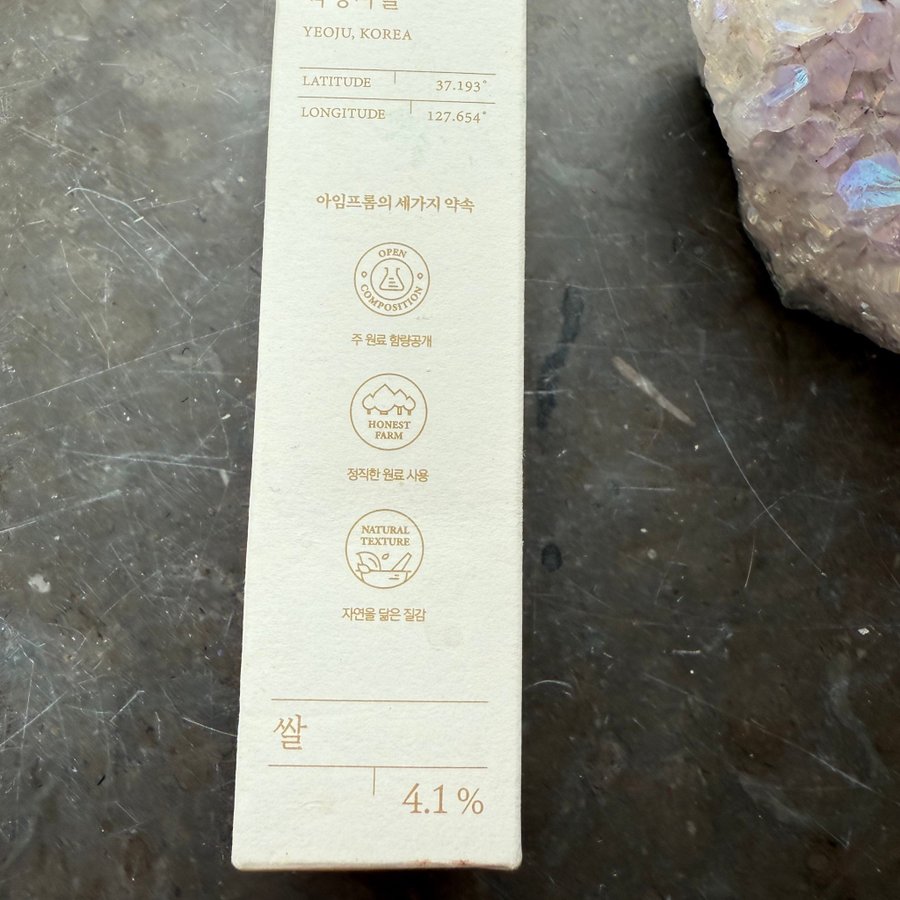 YEOJU, KOREA
LATITUDE 37.193°
LONGITUDE 127.654°
아임프롬의 세가지 약속
OPEN
COMPOSITION
주 원료 함량공개
HONEST
FARM
정직한 원료 사용
NATURAL
TEXTURE
자연을 닮은 질감
쌀
4.1 %